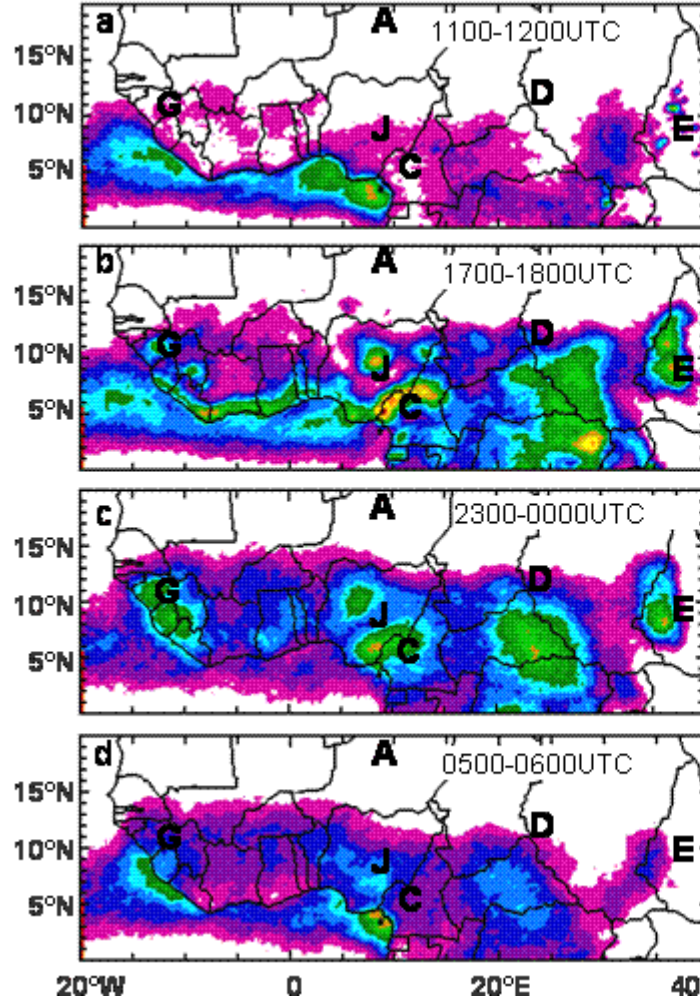 a A 1100-1200UTC
15°N
G D
10°N
J E
5°N C
b A 1700-1800UTC
15°N
G D
10°N
J E
5°N C
c A 2300-0000UTC
15°N
G D
10°N
J E
5°N C
d A 0500-0600UTC
15°N
G D
10°N
J E
5°N C
20°W 0 20°E 40